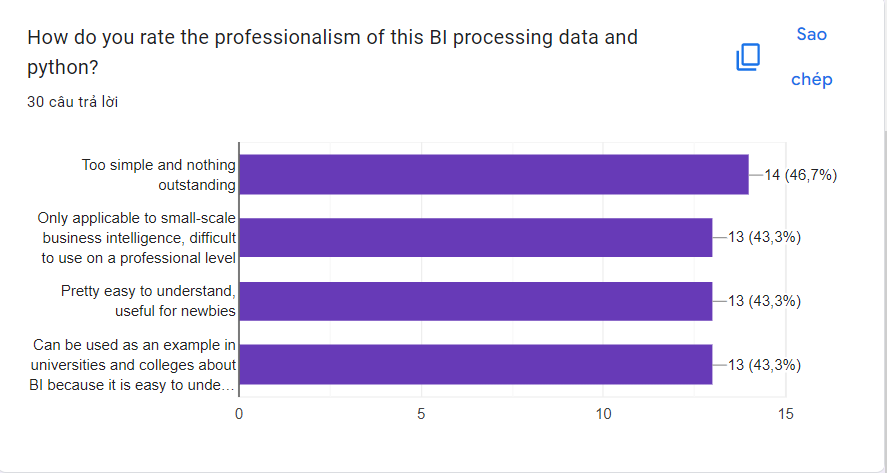 How do you rate the professionalism of this BI processing data and
python?
30 câu trả lời
Sao
chép
Too simple and nothing
outstanding
14 (46,7%)
Only applicable to small-scale
business intelligence, difficult
to use on a professional level
13 (43,3%)
Pretty easy to understand,
useful for newbies
13 (43,3%)
Can be used as an example in
universities and colleges about
BI because it is easy to unde…
13 (43,3%)
0 5 10 15